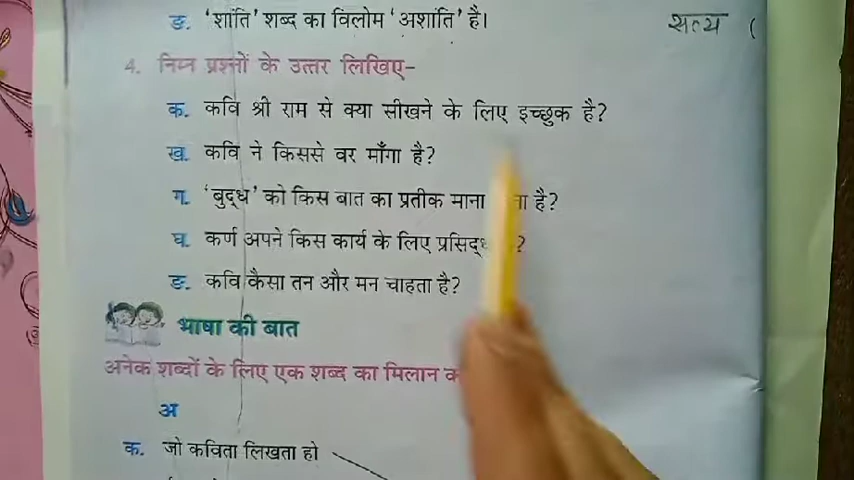 ङ. 'शांति' शब्द का विलोम 'अशांति' है।
सत्य (
4. निम्न प्रश्नों के उत्तर लिखिए-
क. कवि श्री राम से क्या सीखने के लिए इच्छुक है?
ख. कवि ने किससे वर माँगा है?
ग. 'बुद्ध' को किस बात का प्रतीक माना है?
घ. कर्ण अपने किस कार्य के लिए ?
ङ. कवि कैसा तन और मन चाहता है?
भाषा की बात
अनेक शब्दों के लिए एक शब्द का मिलान
अ
क. जो कविता लिखता हो